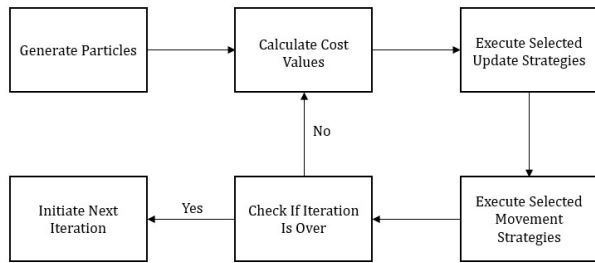 Generate Particles
Calculate Cost
Values
Execute Selected
Update Strategies
No
Initiate Next
Iteration
Yes
Check If Iteration
Is Over
Execute Selected
Movement
Strategies